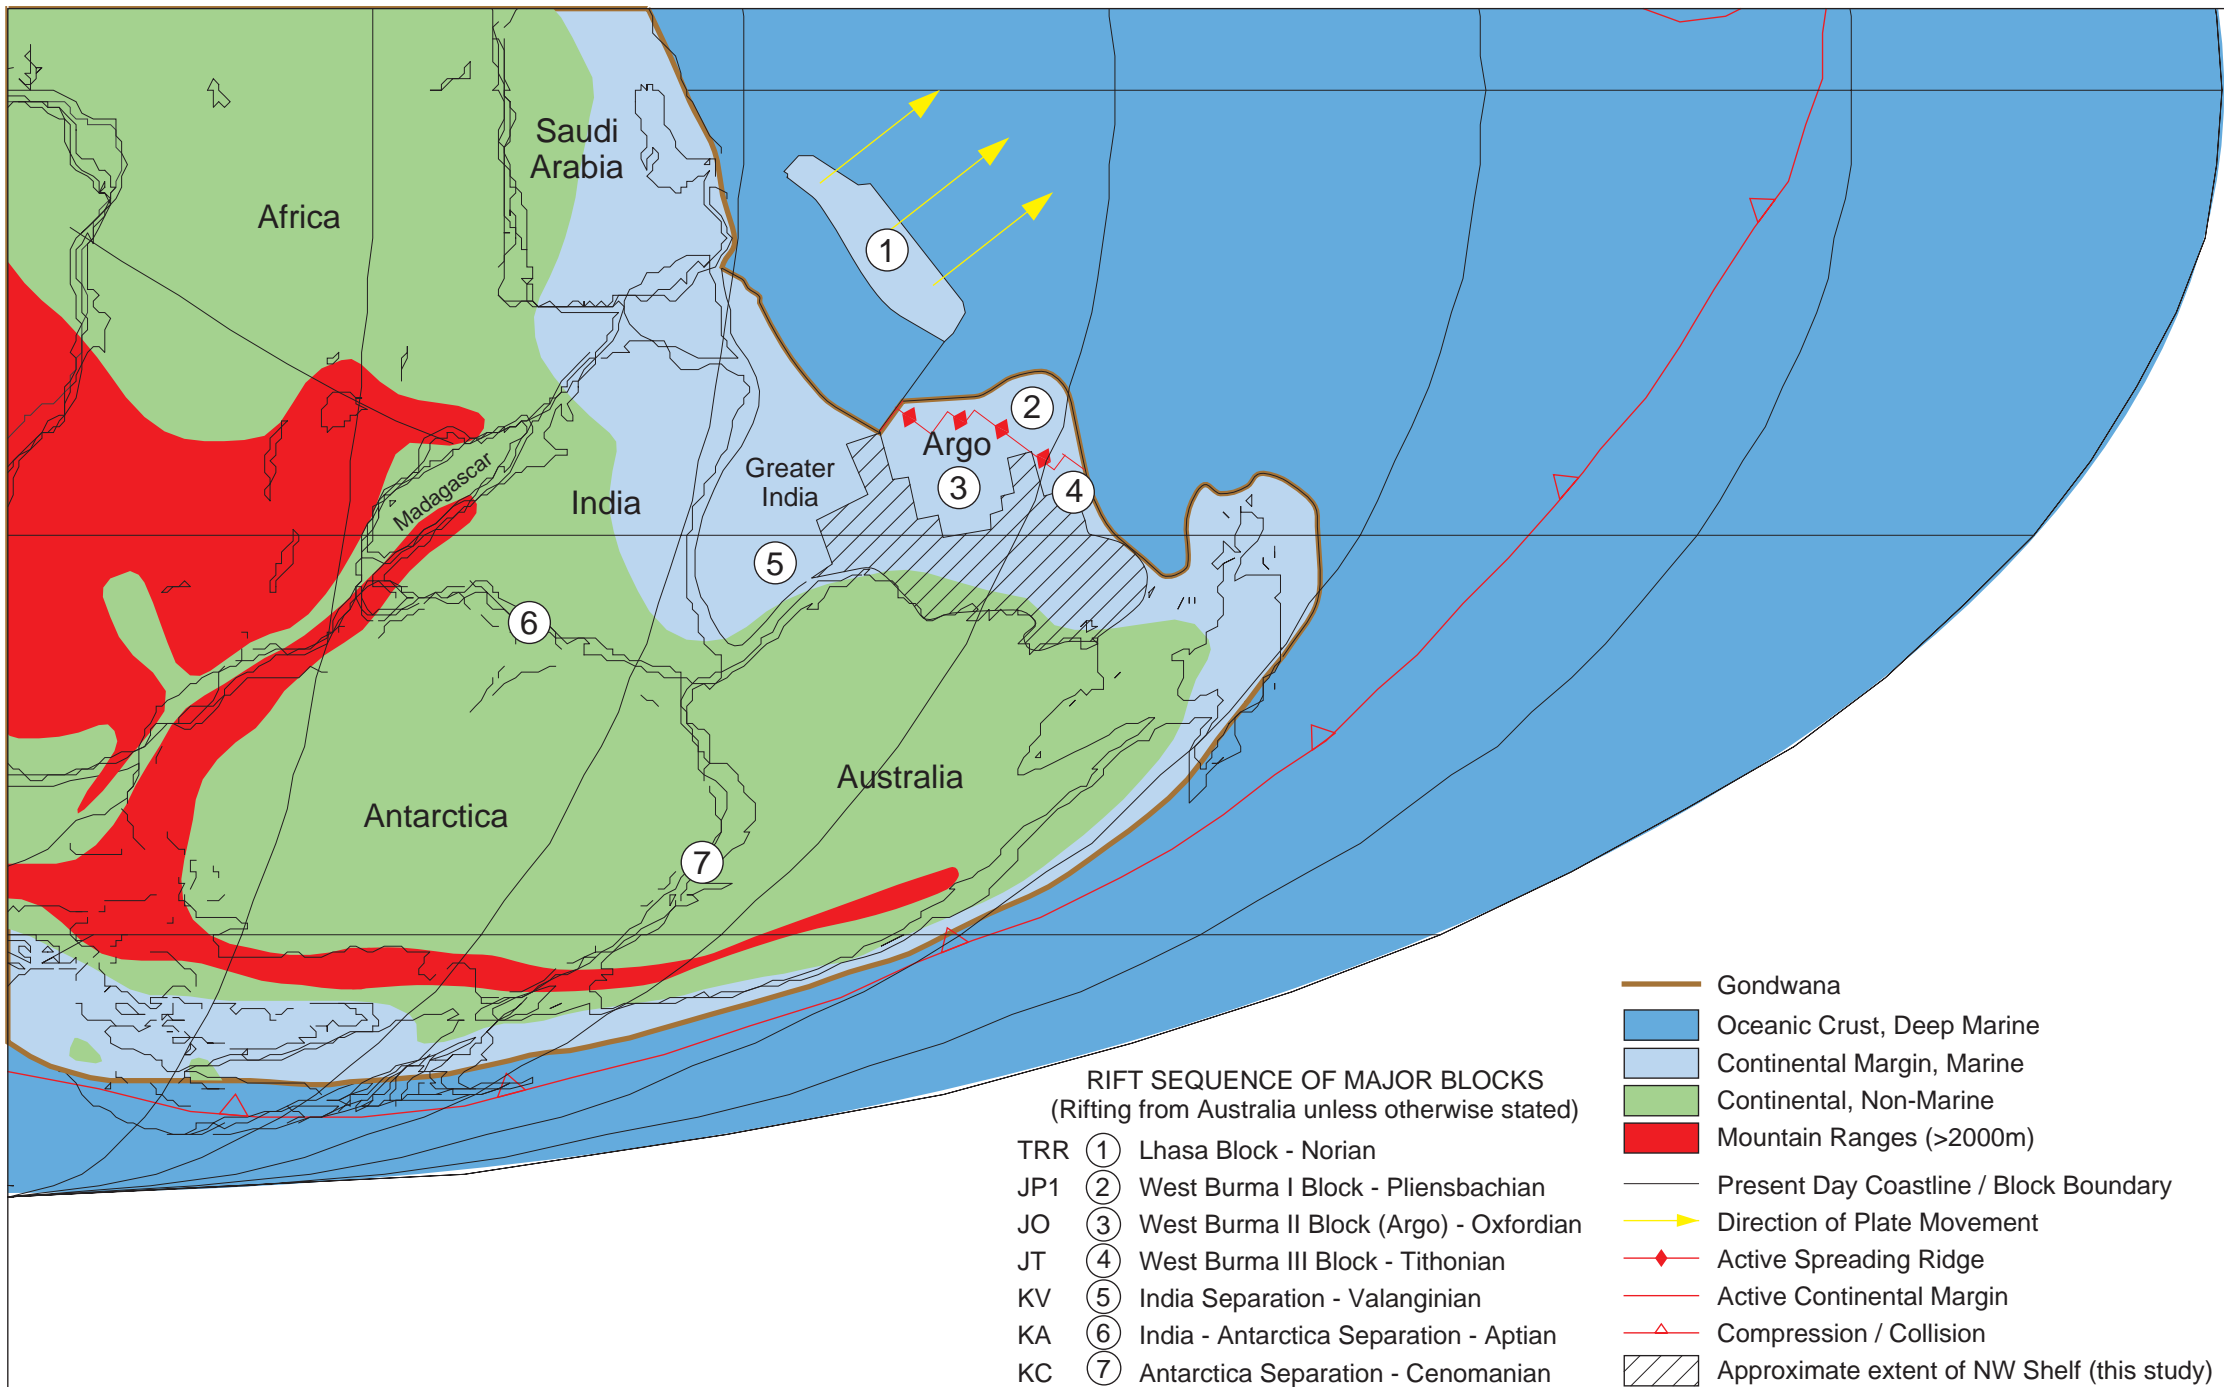 Saudi
Arabia
Africa
1
2
Argo
Greater
India
3
4
Madagascar
India
5
6
Australia
Antarctica
7
RIFT SEQUENCE OF MAJOR BLOCKS
(Rifting from Australia unless otherwise stated)
TRR 1 Lhasa Block - Norian
JP1 2 West Burma I Block - Pliensbachian
JO 3 West Burma II Block (Argo) - Oxfordian
JT 4 West Burma III Block - Tithonian
KV 5 India Separation - Valanginian
KA 6 India - Antarctica Separation - Aptian
KC 7 Antarctica Separation - Cenomanian
Gondwana
Oceanic Crust, Deep Marine
Continental Margin, Marine
Continental, Non-Marine
Mountain Ranges (>2000m)
Present Day Coastline / Block Boundary
Direction of Plate Movement
Active Spreading Ridge
Active Continental Margin
Compression / Collision
Approximate extent of NW Shelf (this study)